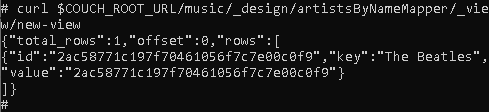 # curl $COUCH_ROOT_URL/music/_design/artistsByNameMapper/_vie
w/new-view
{"total_rows":1,"offset":0,"rows":[
{"id":"2ac58771c197f70461056f7c7e00c0f9","key":"The Beatles",
"value":"2ac58771c197f70461056f7c7e00c0f9"}
]}
#